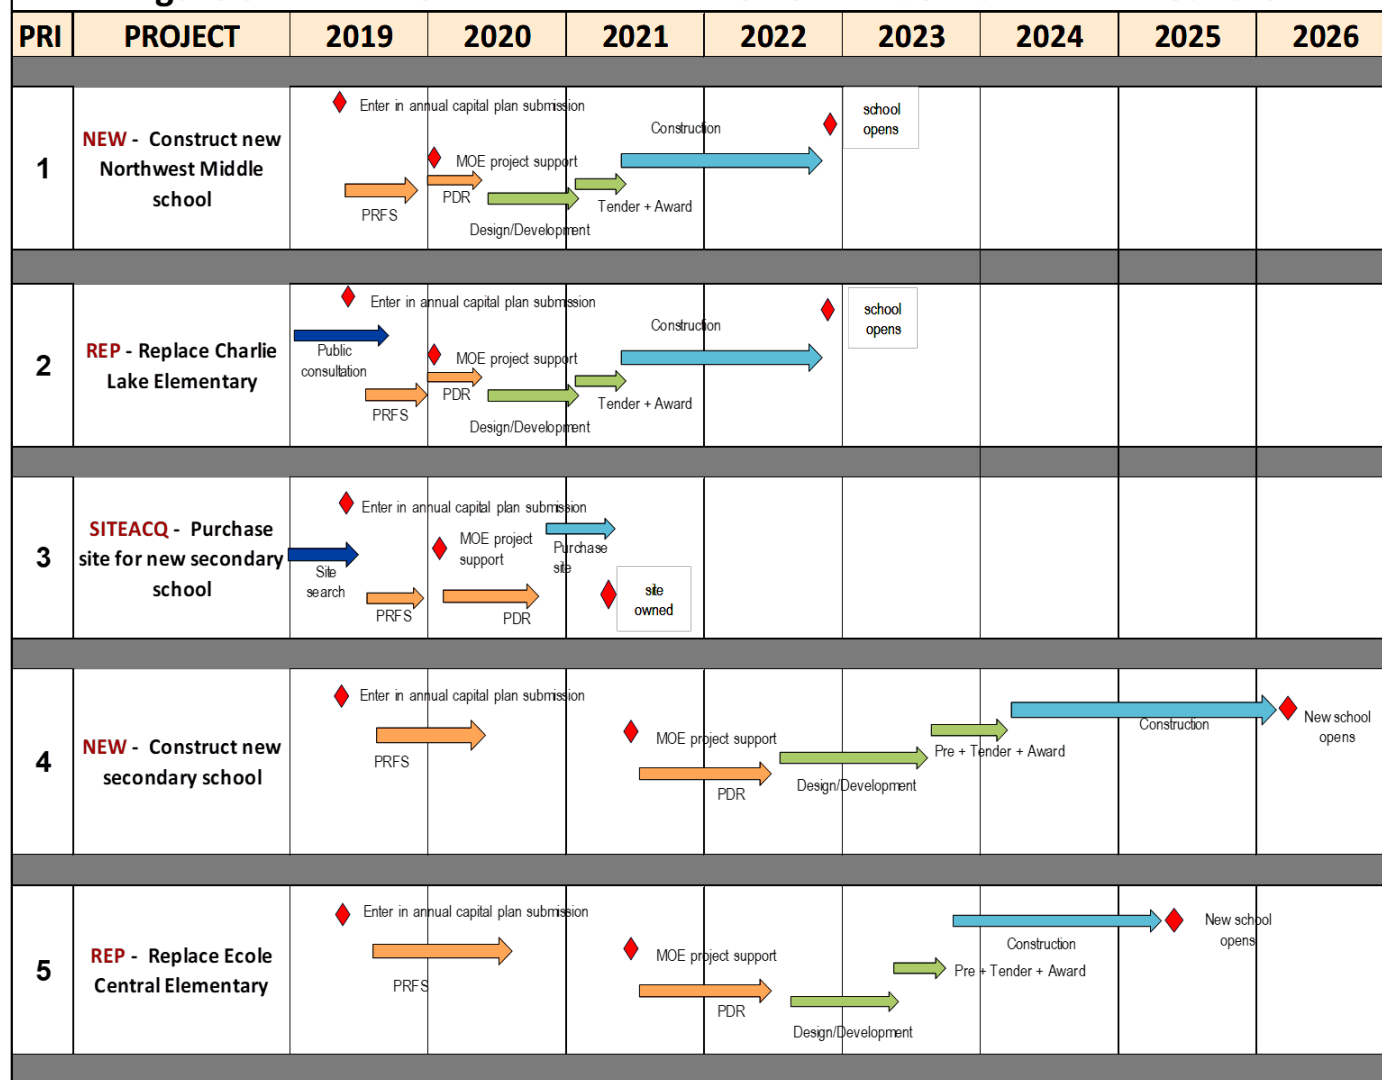 PRI PROJECT 2019 2020 2021 2022 2023 2024 2025 2026
1
NEW - Construct new
Northwest Middle
school
Enter in annual capital plan submission
MOE project support
PRFS
PDR
Design/Development
Tender + Award
Construction
school
opens
2
REP - Replace Charlie
Lake Elementary
Enter in annual capital plan submission
Public
consultation
MOE project support
PRFS
PDR
Design/Development
Tender + Award
Construction
school
opens
3
SITEACQ - Purchase
site for new secondary
school
Enter in annual capital plan submission
Site
search
PRFS
MOE project
support
PDR
Purchase
site
site
owned
4
NEW - Construct new
secondary school
Enter in annual capital plan submission
PRFS
MOE project support
PDR
Design/Development
Pre + Tender + Award
Construction
New school
opens
5
REP - Replace Ecole
Central Elementary
Enter in annual capital plan submission
PRFS
MOE project support
PDR
Design/Development
Pre + Tender + Award
Construction
New school
opens